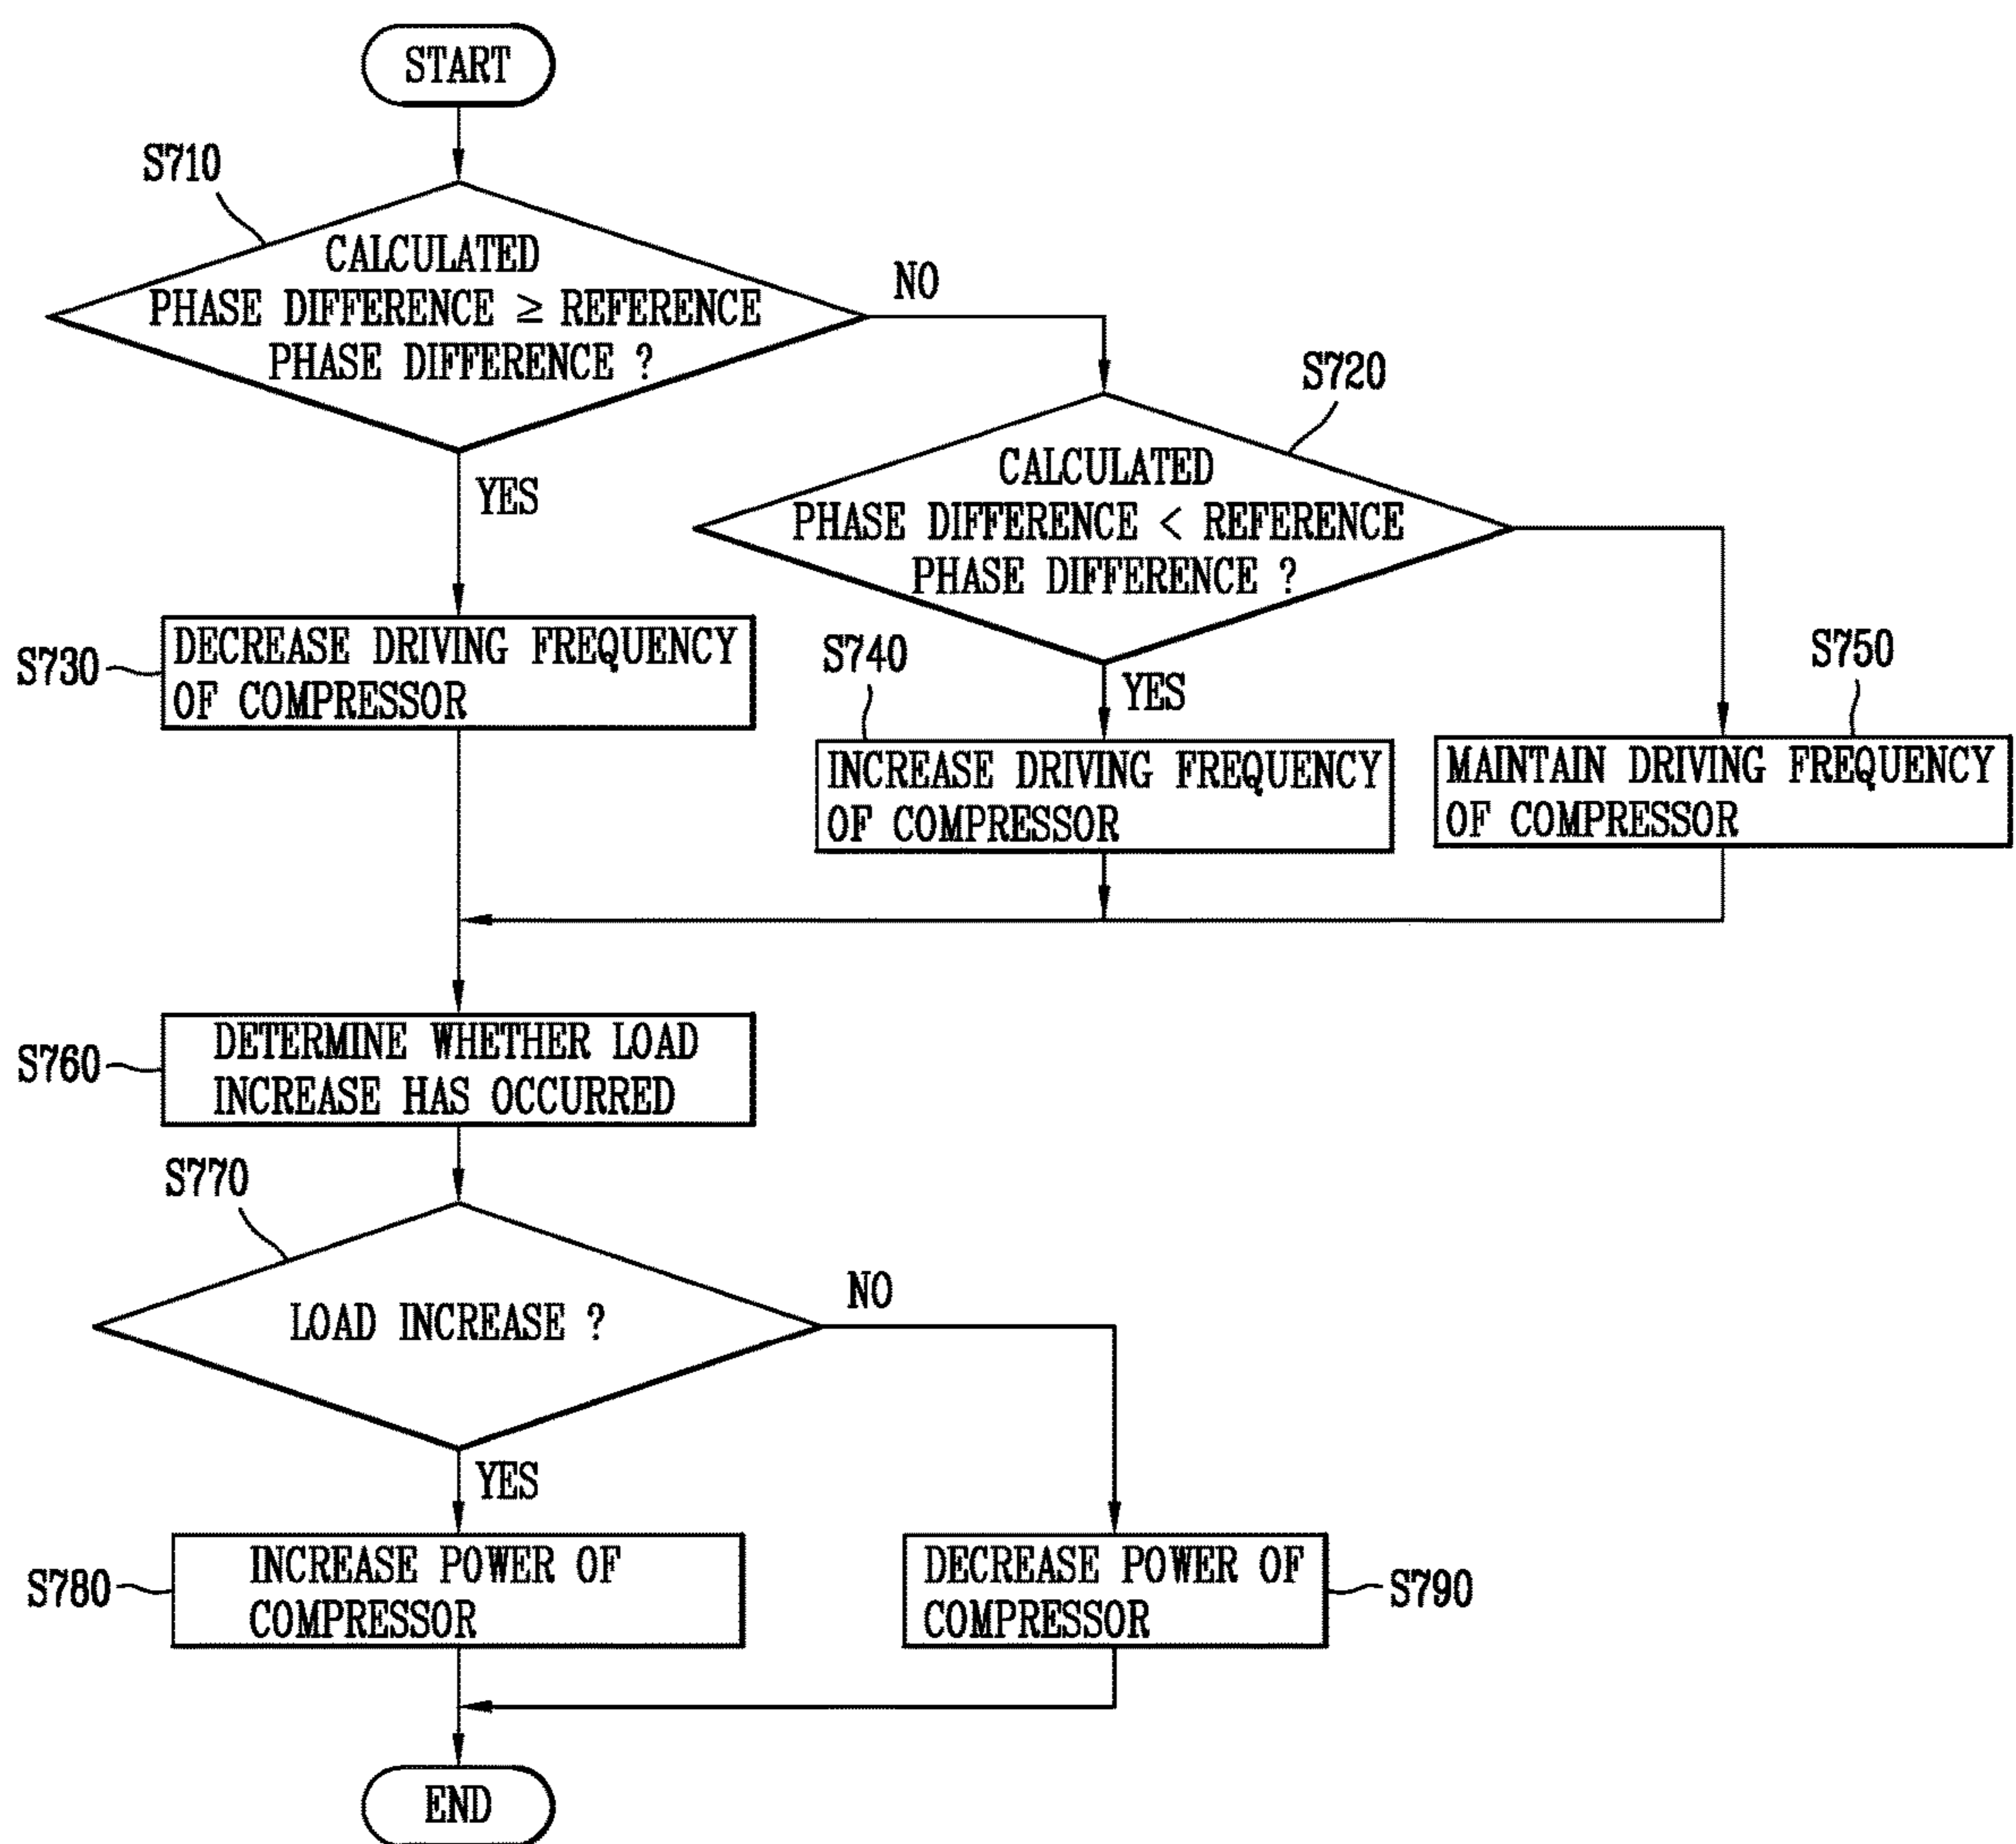 START
S710
CALCULATED
PHASE DIFFERENCE ≥ REFERENCE
PHASE DIFFERENCE ?
NO
YES
S720
CALCULATED
PHASE DIFFERENCE < REFERENCE
PHASE DIFFERENCE ?
YES
S730
DECREASE DRIVING FREQUENCY
OF COMPRESSOR
S740
INCREASE DRIVING FREQUENCY
OF COMPRESSOR
S750
MAINTAIN DRIVING FREQUENCY
OF COMPRESSOR
S760
DETERMINE WHETHER LOAD
INCREASE HAS OCCURRED
S770
LOAD INCREASE ?
NO
YES
S780
INCREASE POWER OF
COMPRESSOR
DECREASE POWER OF
COMPRESSOR
S790
END